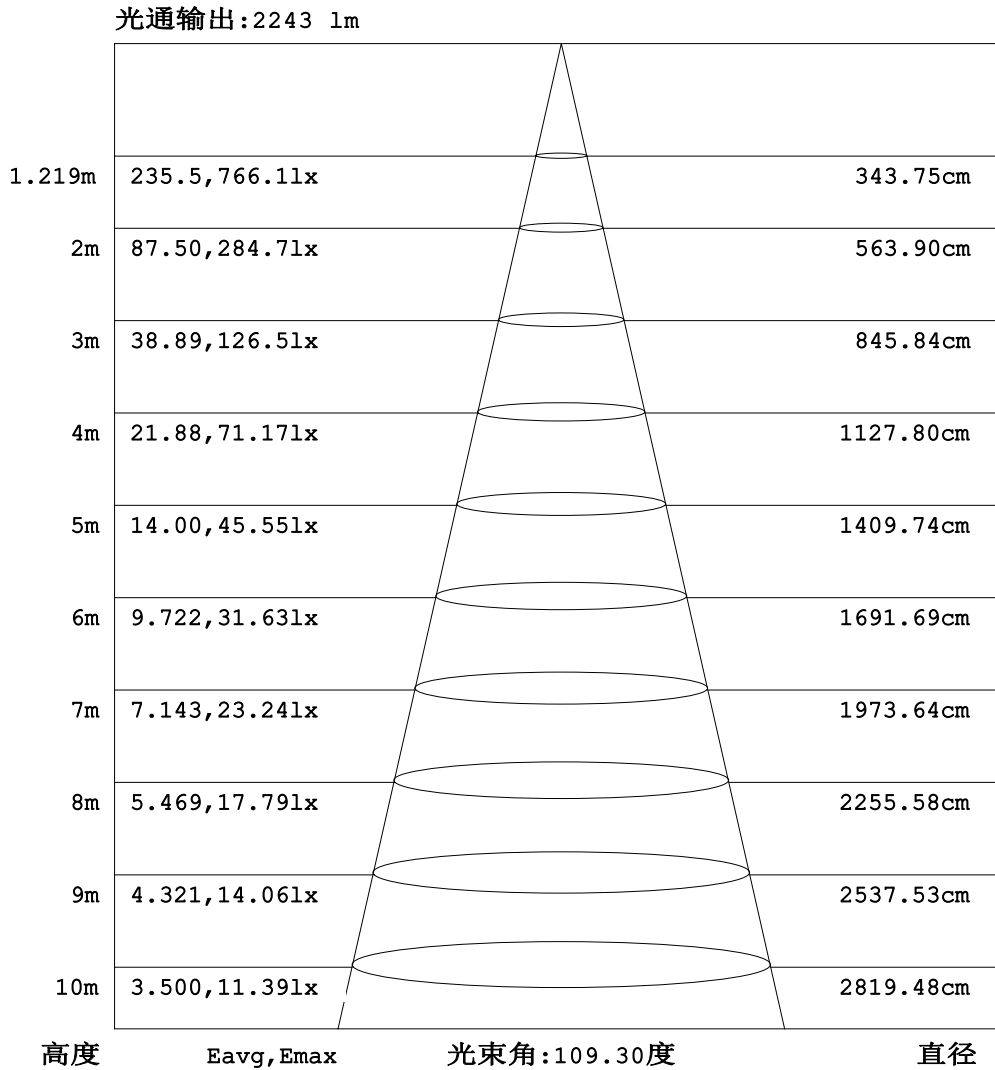 光通输出:2243 lm
1.219m 235.5,766.1lx 343.75cm
2m 87.50,284.7lx 563.90cm
3m 38.89,126.5lx 845.84cm
4m 21.88,71.17lx 1127.80cm
5m 14.00,45.55lx 1409.74cm
6m 9.722,31.63lx 1691.69cm
7m 7.143,23.24lx 1973.64cm
8m 5.469,17.79lx 2255.58cm
9m 4.321,14.06lx 2537.53cm
10m 3.500,11.39lx 2819.48cm
高度 Eavg,Emax 光束角:109.30度 直径